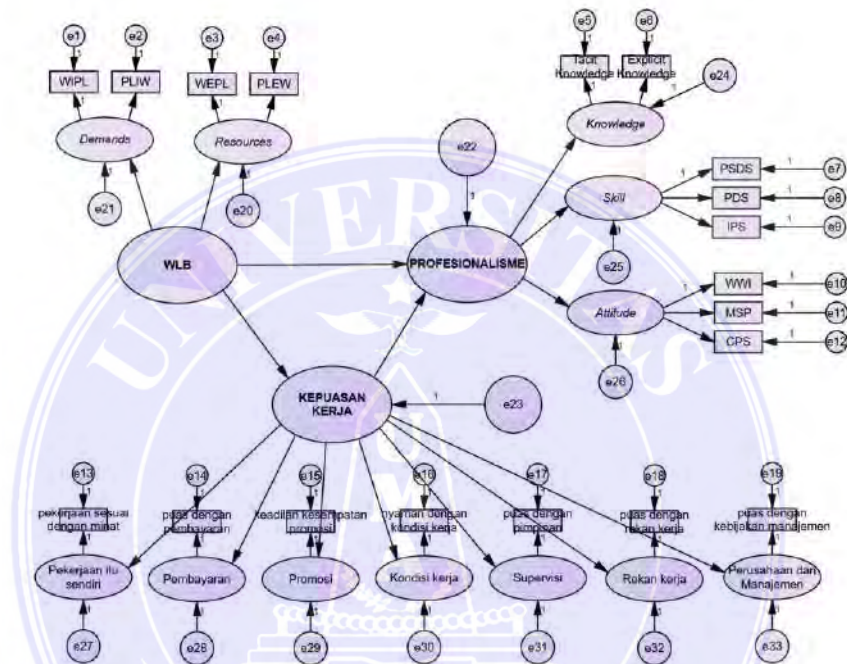 e1
e2
e3
e4
WIPL
PLIW
WEPL
PLEW
Demands
Resources
e21
e20
e5
e6
Tacit
Knowledge
Explicit
Knowledge
e24
Knowledge
e22
PSDS
e7
Skill
PDS
e8
IPS
e9
e25
WLB
PROFESIONALISME
WWI
e10
Attitude
MSP
e11
CPS
e12
e26
KEPUASAN
KERJA
e23
e13
e14
e15
e16
e17
e18
e19
pekerjaan sesuai
dengan minat
puas dengan
pembayaran
keadilan kesempatan
promosi
nyaman dengan
kondisi kerja
puas dengan
pimpinan
puas dengan
rekan kerja
puas dengan
kebijakan manajemen
Pekerjaan itu
sendiri
Pembayaran
Promosi
Kondisi kerja
Supervisi
Rekan kerja
Perusahaan dan
Manajemen
e27
e28
e29
e30
e31
e32
e33
UNIVERSITAS